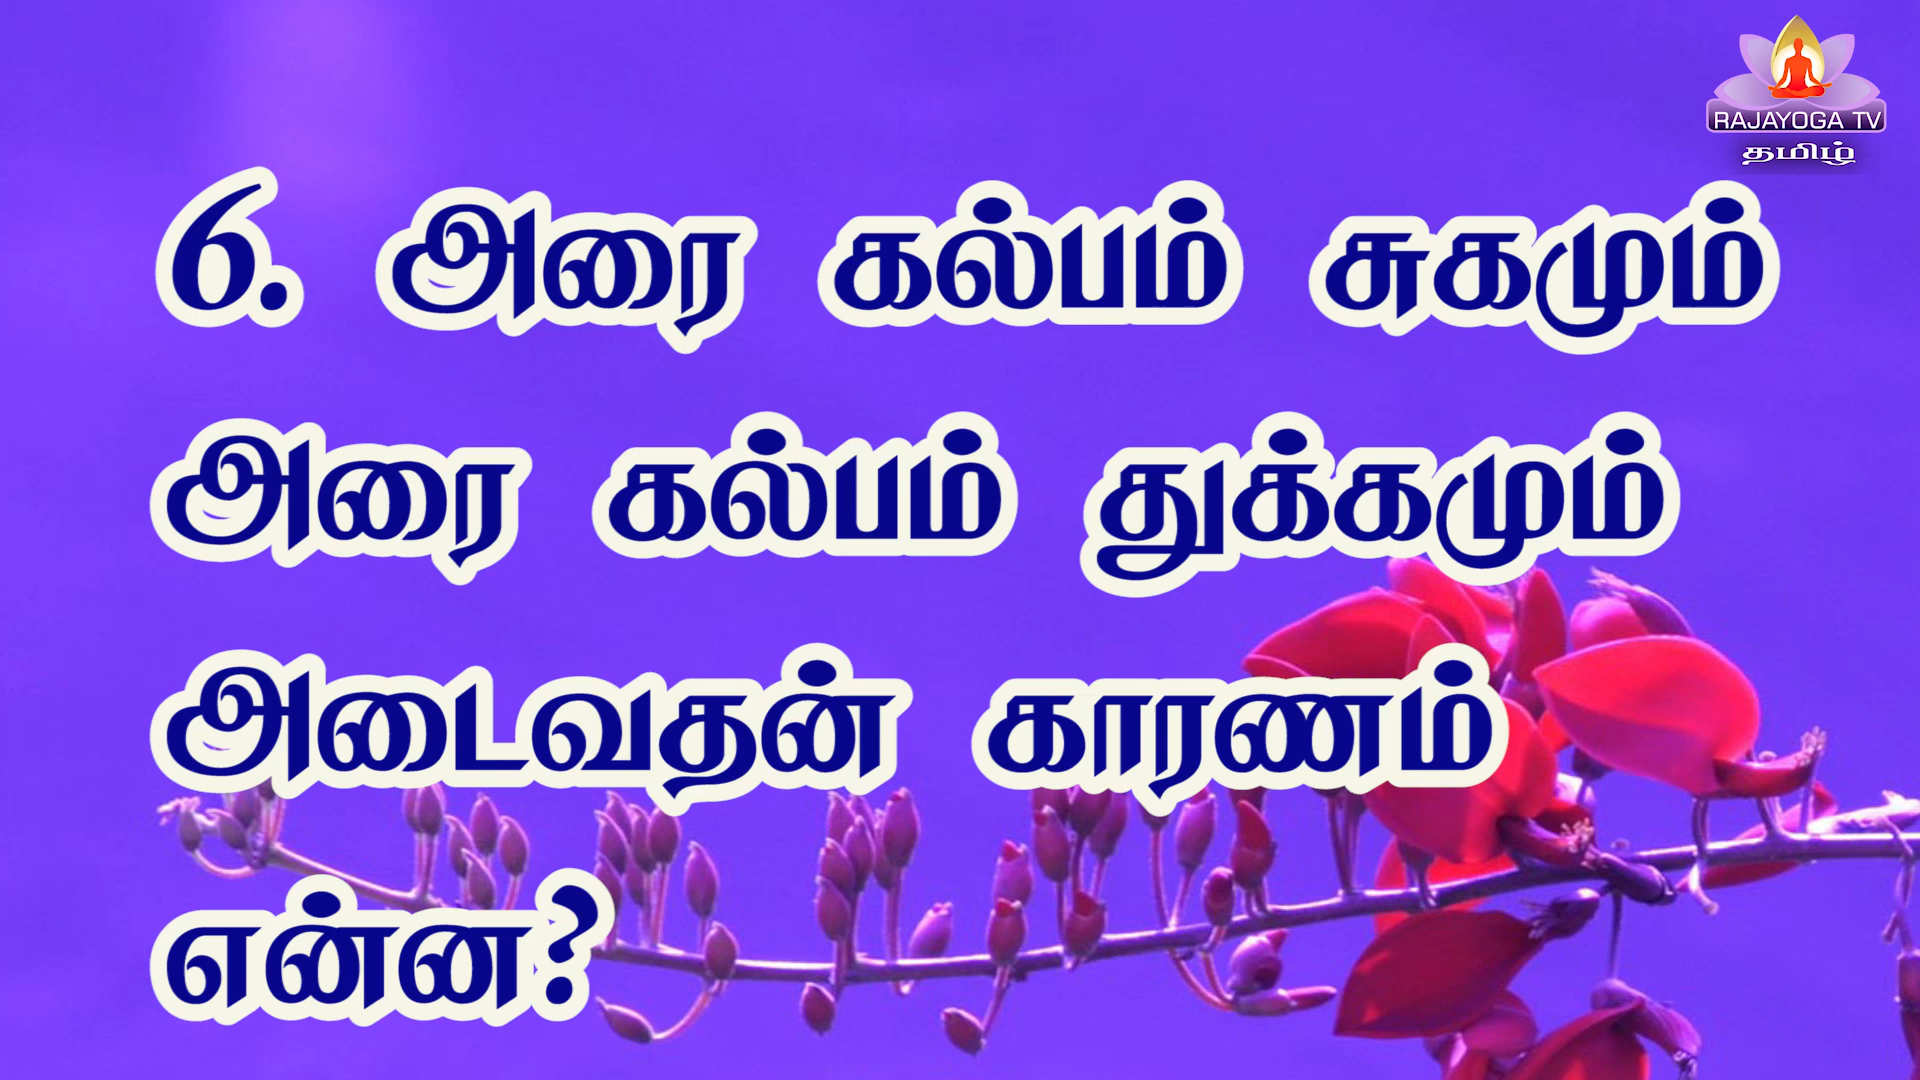 RAJAYOGA TV
தமிழ்
6. அரை கல்பம் சுகமும்
அரை கல்பம் துக்கமும்
அடைவதன் காரணம்
என்ன?